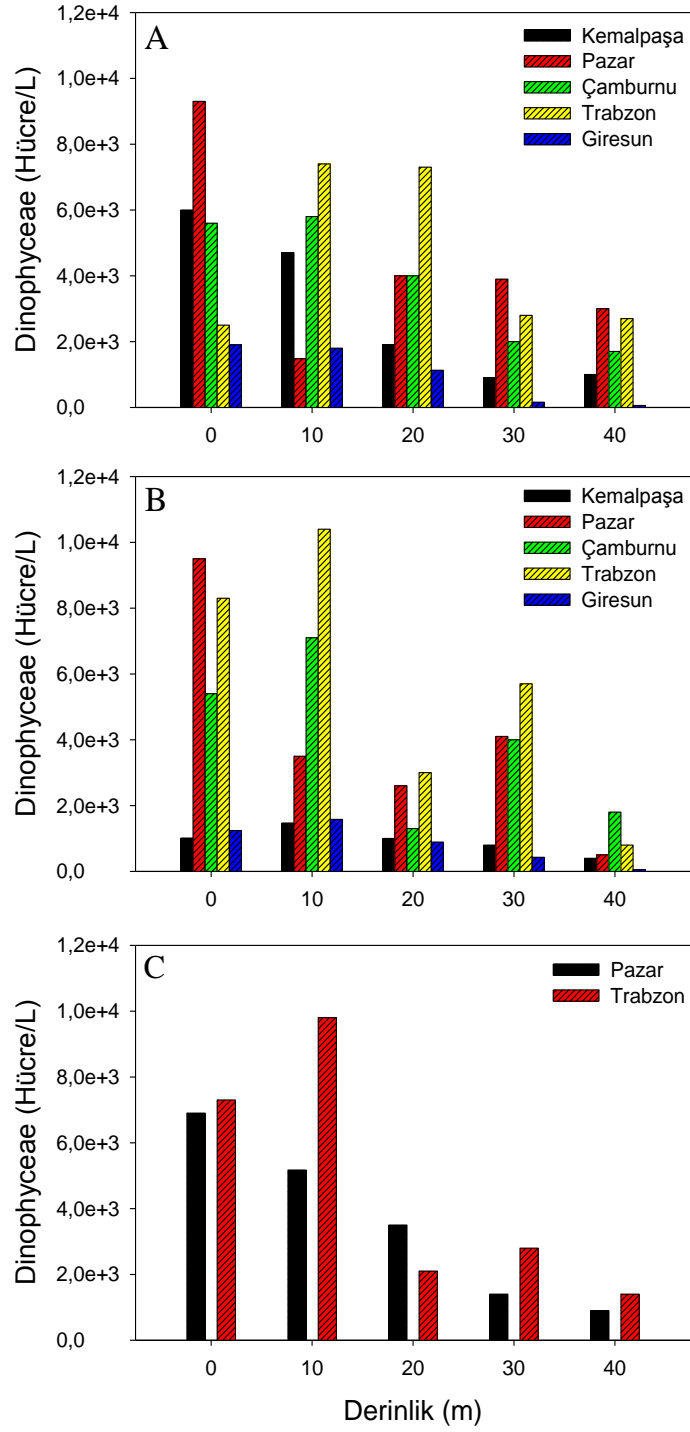 A
Kemalpaşa
Pazar
Çamburnu
Trabzon
Giresun
Dinophyceae (Hücre/L)
1,2e+4
1,0e+4
8,0e+3
6,0e+3
4,0e+3
2,0e+3
0,0
0 10 20 30 40
B
Kemalpaşa
Pazar
Çamburnu
Trabzon
Giresun
Dinophyceae (Hücre/L)
1,2e+4
1,0e+4
8,0e+3
6,0e+3
4,0e+3
2,0e+3
0,0
0 10 20 30 40
C
Pazar
Trabzon
Dinophyceae (Hücre/L)
1,2e+4
1,0e+4
8,0e+3
6,0e+3
4,0e+3
2,0e+3
0,0
0 10 20 30 40
Derinlik (m)